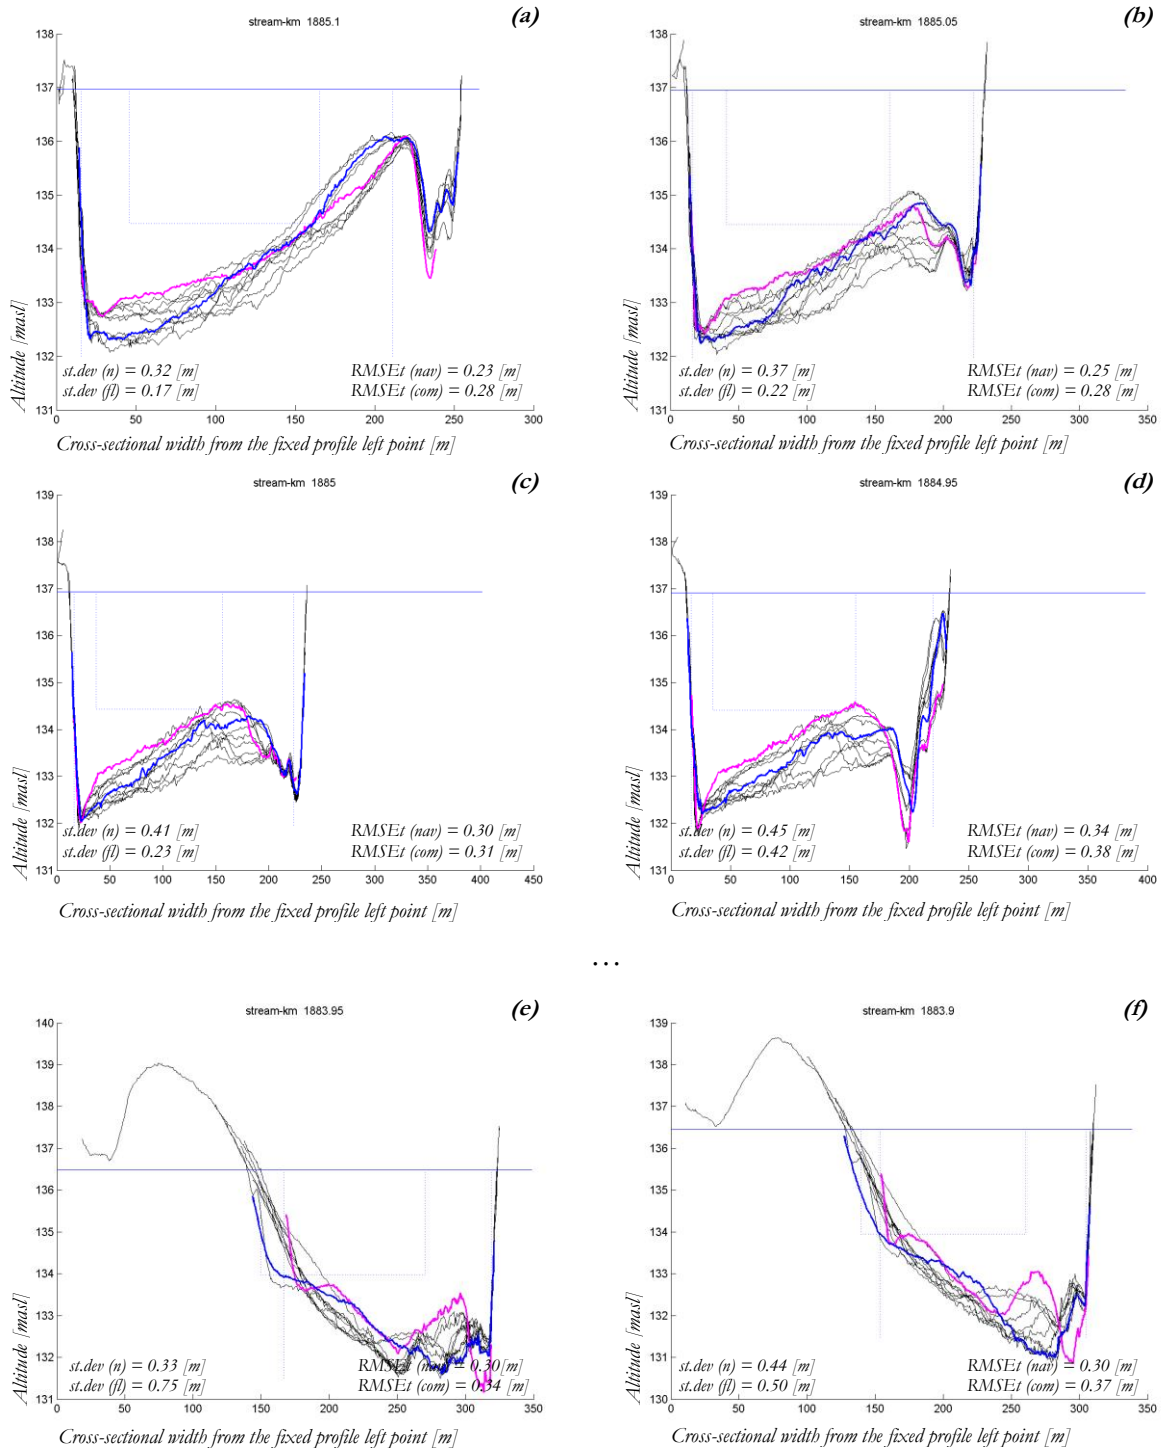 stream-km 1885.1
(a)
138
137
136
135
134
133
132
131
0 50 100 150 200 250 300
Altitude [masl]
st.dev (n) = 0.32 [m]
st.dev (fl) = 0.17 [m]
RMSEt (nav) = 0.23 [m]
RMSEt (com) = 0.28 [m]
Cross-sectional width from the fixed profile left point [m]
stream-km 1885.05
(b)
138
137
136
135
134
133
132
131
0 50 100 150 200 250 300 350
Altitude [masl]
st.dev (n) = 0.37 [m]
st.dev (fl) = 0.22 [m]
RMSEt (nav) = 0.25 [m]
RMSEt (com) = 0.28 [m]
Cross-sectional width from the fixed profile left point [m]
stream-km 1885
(c)
139
138
137
136
135
134
133
132
131
0 50 100 150 200 250 300 350 400 450
Altitude [masl]
st.dev (n) = 0.41 [m]
st.dev (fl) = 0.23 [m]
RMSEt (nav) = 0.30 [m]
RMSEt (com) = 0.31 [m]
Cross-sectional width from the fixed profile left point [m]
stream-km 1884.95
(d)
139
138
137
136
135
134
133
132
131
0 50 100 150 200 250 300 350 400
Altitude [masl]
st.dev (n) = 0.45 [m]
st.dev (fl) = 0.42 [m]
RMSEt (nav) = 0.34 [m]
RMSEt (com) = 0.38 [m]
Cross-sectional width from the fixed profile left point [m]
...
stream-km 1883.95
(e)
140
139
138
137
136
135
134
133
132
131
0 50 100 150 200 250 300 350
Altitude [masl]
st.dev (n) = 0.33 [m]
st.dev (fl) = 0.75 [m]
RMSEt (nav) = 0.30 [m]
RMSEt (com) = 0.34 [m]
Cross-sectional width from the fixed profile left point [m]
stream-km 1883.9
(f)
139
138
137
136
135
134
133
132
131
130
0 50 100 150 200 250 300 350
Altitude [masl]
st.dev (n) = 0.44 [m]
st.dev (fl) = 0.50 [m]
RMSEt (nav) = 0.30 [m]
RMSEt (com) = 0.37 [m]
Cross-sectional width from the fixed profile left point [m]